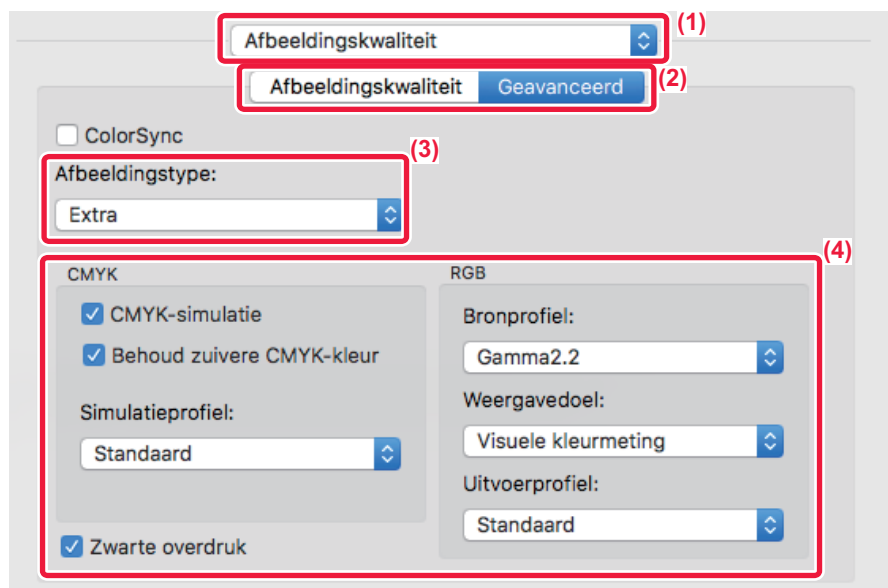 Afbeeldingskwaliteit
(1)
Afbeeldingskwaliteit Geavanceerd
(2)
ColorSync
(3)
Afbeeldingstype:
Extra
(4)
CMYK
CMYK-simulatie
Behoud zuivere CMYK-kleur
Simulatieprofiel:
Standaard
Zwarte overdruk
RGB
Bronprofiel:
Gamma2.2
Weergavedoel:
Visuele kleurmeting
Uitvoerprofiel:
Standaard